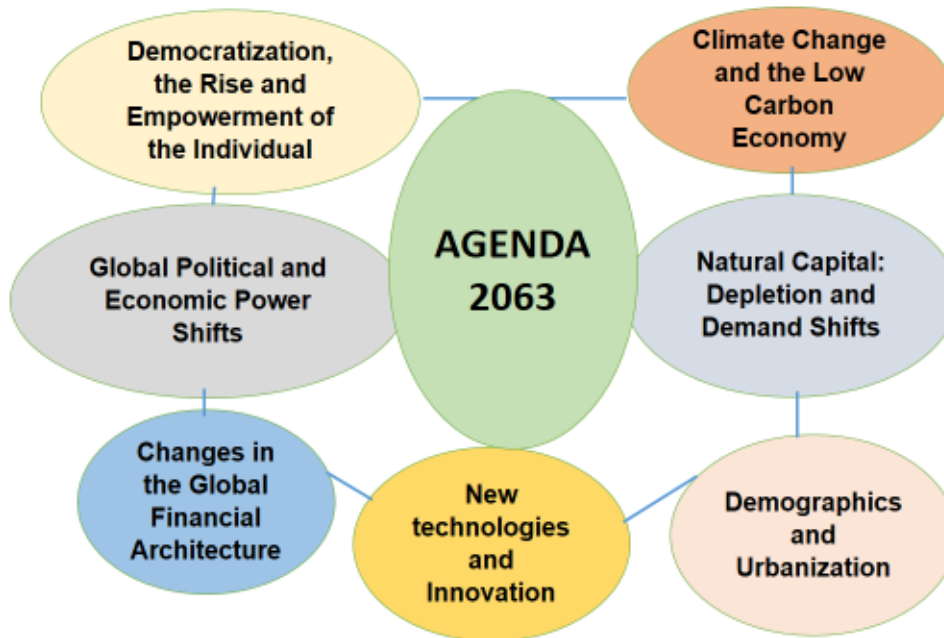 Democratization,
the Rise and
Empowerment of
the Individual
Climate Change
and the Low
Carbon
Economy
AGENDA
2063
Global Political and
Economic Power
Shifts
Natural Capital:
Depletion and
Demand Shifts
Changes in
the Global
Financial
Architecture
New
technologies
and
Innovation
Demographics
and
Urbanization